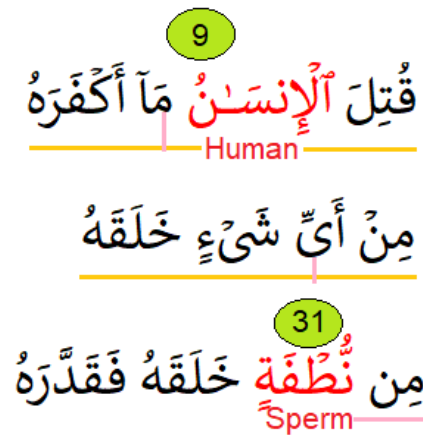 9
قُتِلَ ٱلْإِنسَـٰنُ مَآ أَكْفَرَهُ
Human
مِنْ أَىِّ شَىْءٍ خَلَقَهُ
31
مِن نُّطْفَةٍ خَلَقَهُ فَقَدَّرَهُ
Sperm